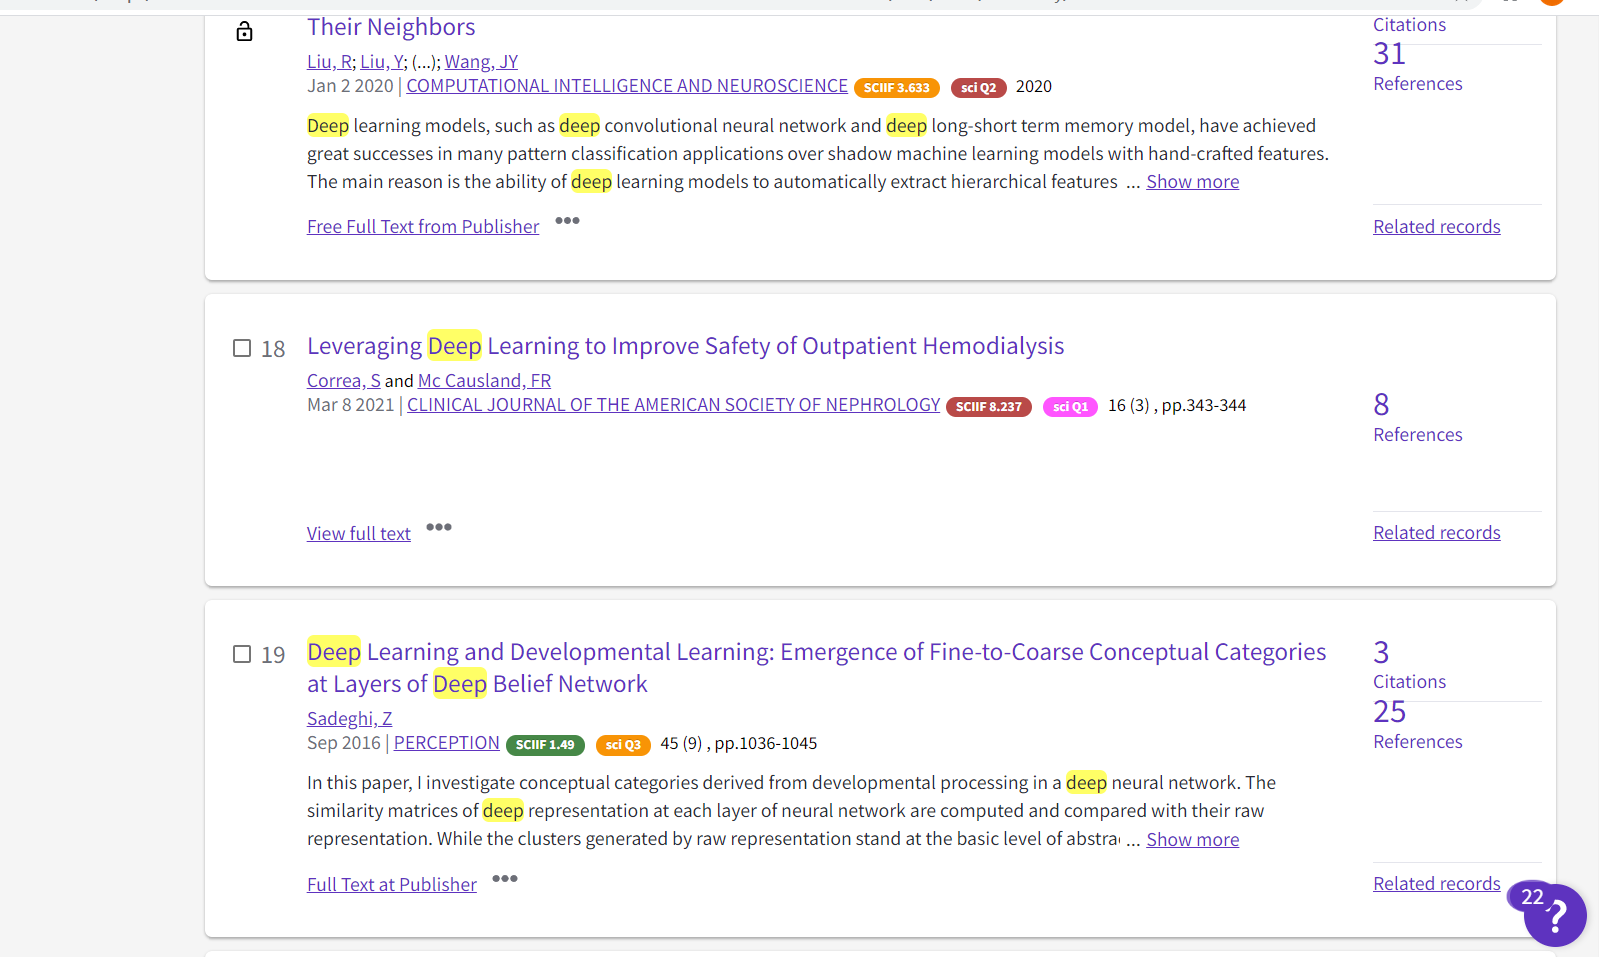 Their Neighbors
Citations
Liu, R; Liu, Y; (...); Wang, JY
31
References
Jan 2 2020 | COMPUTATIONAL INTELLIGENCE AND NEUROSCIENCE SCIIF 3.633 sci Q2 2020
Deep learning models, such as deep convolutional neural network and deep long-short term memory model, have achieved
great successes in many pattern classification applications over shadow machine learning models with hand-crafted features.
The main reason is the ability of deep learning models to automatically extract hierarchical features ... Show more
Free Full Text from Publisher •••
Related records
18 Leveraging Deep Learning to Improve Safety of Outpatient Hemodialysis
Correa, S and Mc Causland, FR
Mar 8 2021 | CLINICAL JOURNAL OF THE AMERICAN SOCIETY OF NEPHROLOGY SCIIF 8.237 sci Q1 16 (3) , pp.343-344
8
References
View full text •••
Related records
19 Deep Learning and Developmental Learning: Emergence of Fine-to-Coarse Conceptual Categories
at Layers of Deep Belief Network
3
Citations
Sadeghi, Z
25
References
Sep 2016 | PERCEPTION SCIIF 1.49 sci Q3 45 (9) , pp.1036-1045
In this paper, I investigate conceptual categories derived from developmental processing in a deep neural network. The
similarity matrices of deep representation at each layer of neural network are computed and compared with their raw
representation. While the clusters generated by raw representation stand at the basic level of abstra ... Show more
Full Text at Publisher •••
Related records
22
?